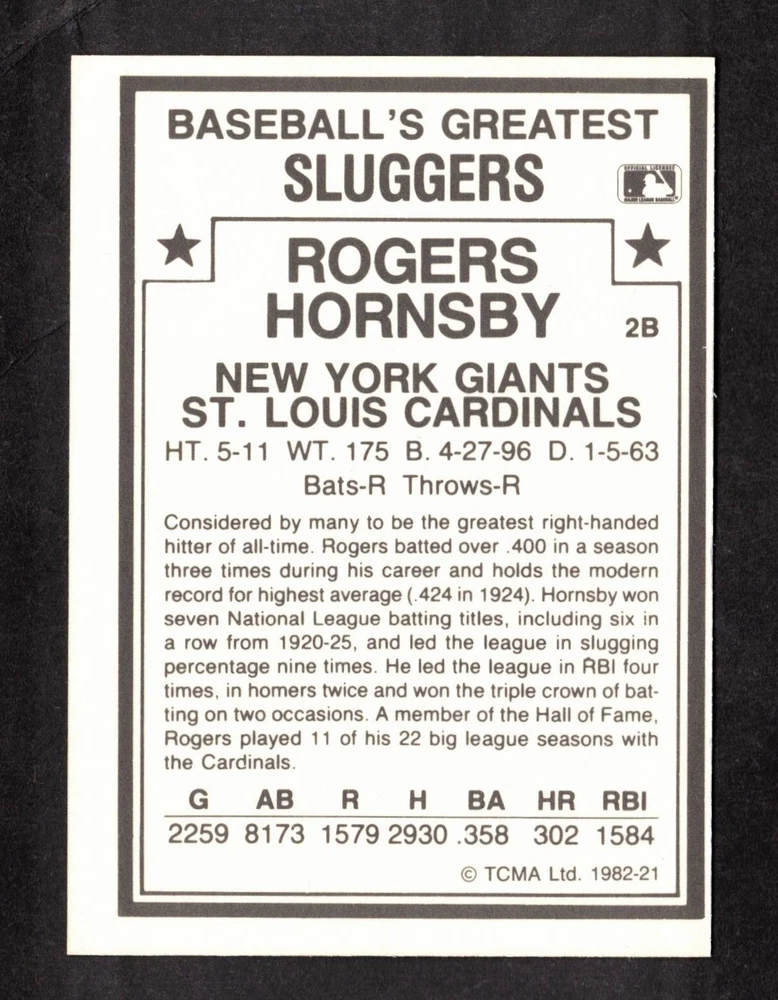 BASEBALL'S GREATEST
SLUGGERS
OFFICIAL LICENSEE
MAJOR LEAGUE BASEBALL
ROGERS
HORNSBY
2B
NEW YORK GIANTS
ST. LOUIS CARDINALS
HT. 5-11 WT. 175 B. 4-27-96 D. 1-5-63
Bats-R Throws-R
Considered by many to be the greatest right-handed
hitter of all-time. Rogers batted over .400 in a season
three times during his career and holds the modern
record for highest average (.424 in 1924). Hornsby won
seven National League batting titles, including six in
a row from 1920-25, and led the league in slugging
percentage nine times. He led the league in RBI four
times, in homers twice and won the triple crown of bat-
ting on two occasions. A member of the Hall of Fame,
Rogers played 11 of his 22 big league seasons with
the Cardinals.
G AB R H BA HR RBI
2259 8173 1579 2930 .358 302 1584
© TCMA Ltd. 1982-21